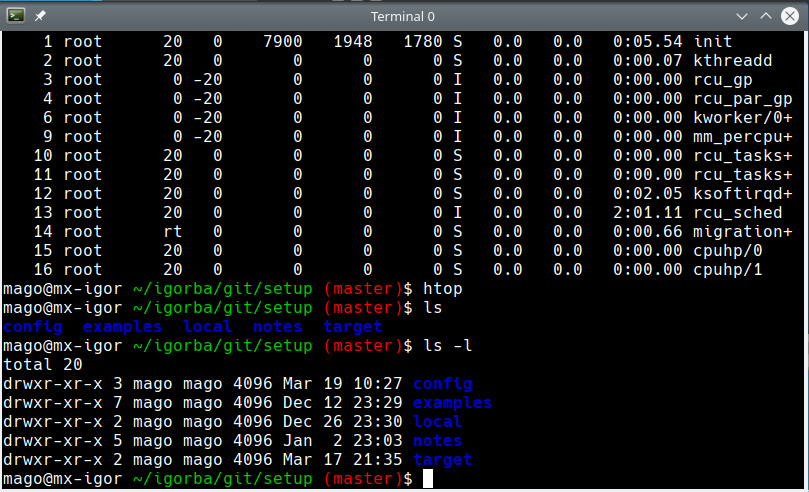 Terminal 0
1 root 20 0 7900 1948 1780 S 0.0 0.0 0:05.54 init
2 root 20 0 0 0 0 S 0.0 0.0 0:00.07 kthreadd
3 root 0 -20 0 0 0 I 0.0 0.0 0:00.00 rcu_gp
4 root 0 -20 0 0 0 I 0.0 0.0 0:00.00 rcu_par_gp
6 root 0 -20 0 0 0 I 0.0 0.0 0:00.00 kworker/0+
9 root 0 -20 0 0 0 I 0.0 0.0 0:00.00 mm_percpu+
10 root 20 0 0 0 0 S 0.0 0.0 0:00.00 rcu_tasks+
11 root 20 0 0 0 0 S 0.0 0.0 0:00.00 rcu_tasks+
12 root 20 0 0 0 0 S 0.0 0.0 0:02.05 ksoftirqd+
13 root 20 0 0 0 0 I 0.0 0.0 2:01.11 rcu_sched
14 root rt 0 0 0 0 S 0.0 0.0 0:00.66 migration+
15 root 20 0 0 0 0 S 0.0 0.0 0:00.00 cpuhp/0
16 root 20 0 0 0 0 S 0.0 0.0 0:00.00 cpuhp/1
mago@mx-igor ~/igorba/git/setup (master)$ htop
mago@mx-igor ~/igorba/git/setup (master)$ ls
config examples local notes target
mago@mx-igor ~/igorba/git/setup (master)$ ls -l
total 20
drwxr-xr-x 3 mago mago 4096 Mar 19 10:27 config
drwxr-xr-x 7 mago mago 4096 Dec 12 23:29 examples
drwxr-xr-x 2 mago mago 4096 Dec 26 23:30 local
drwxr-xr-x 5 mago mago 4096 Jan 2 23:03 notes
drwxr-xr-x 2 mago mago 4096 Mar 17 21:35 target
mago@mx-igor ~/igorba/git/setup (master)$